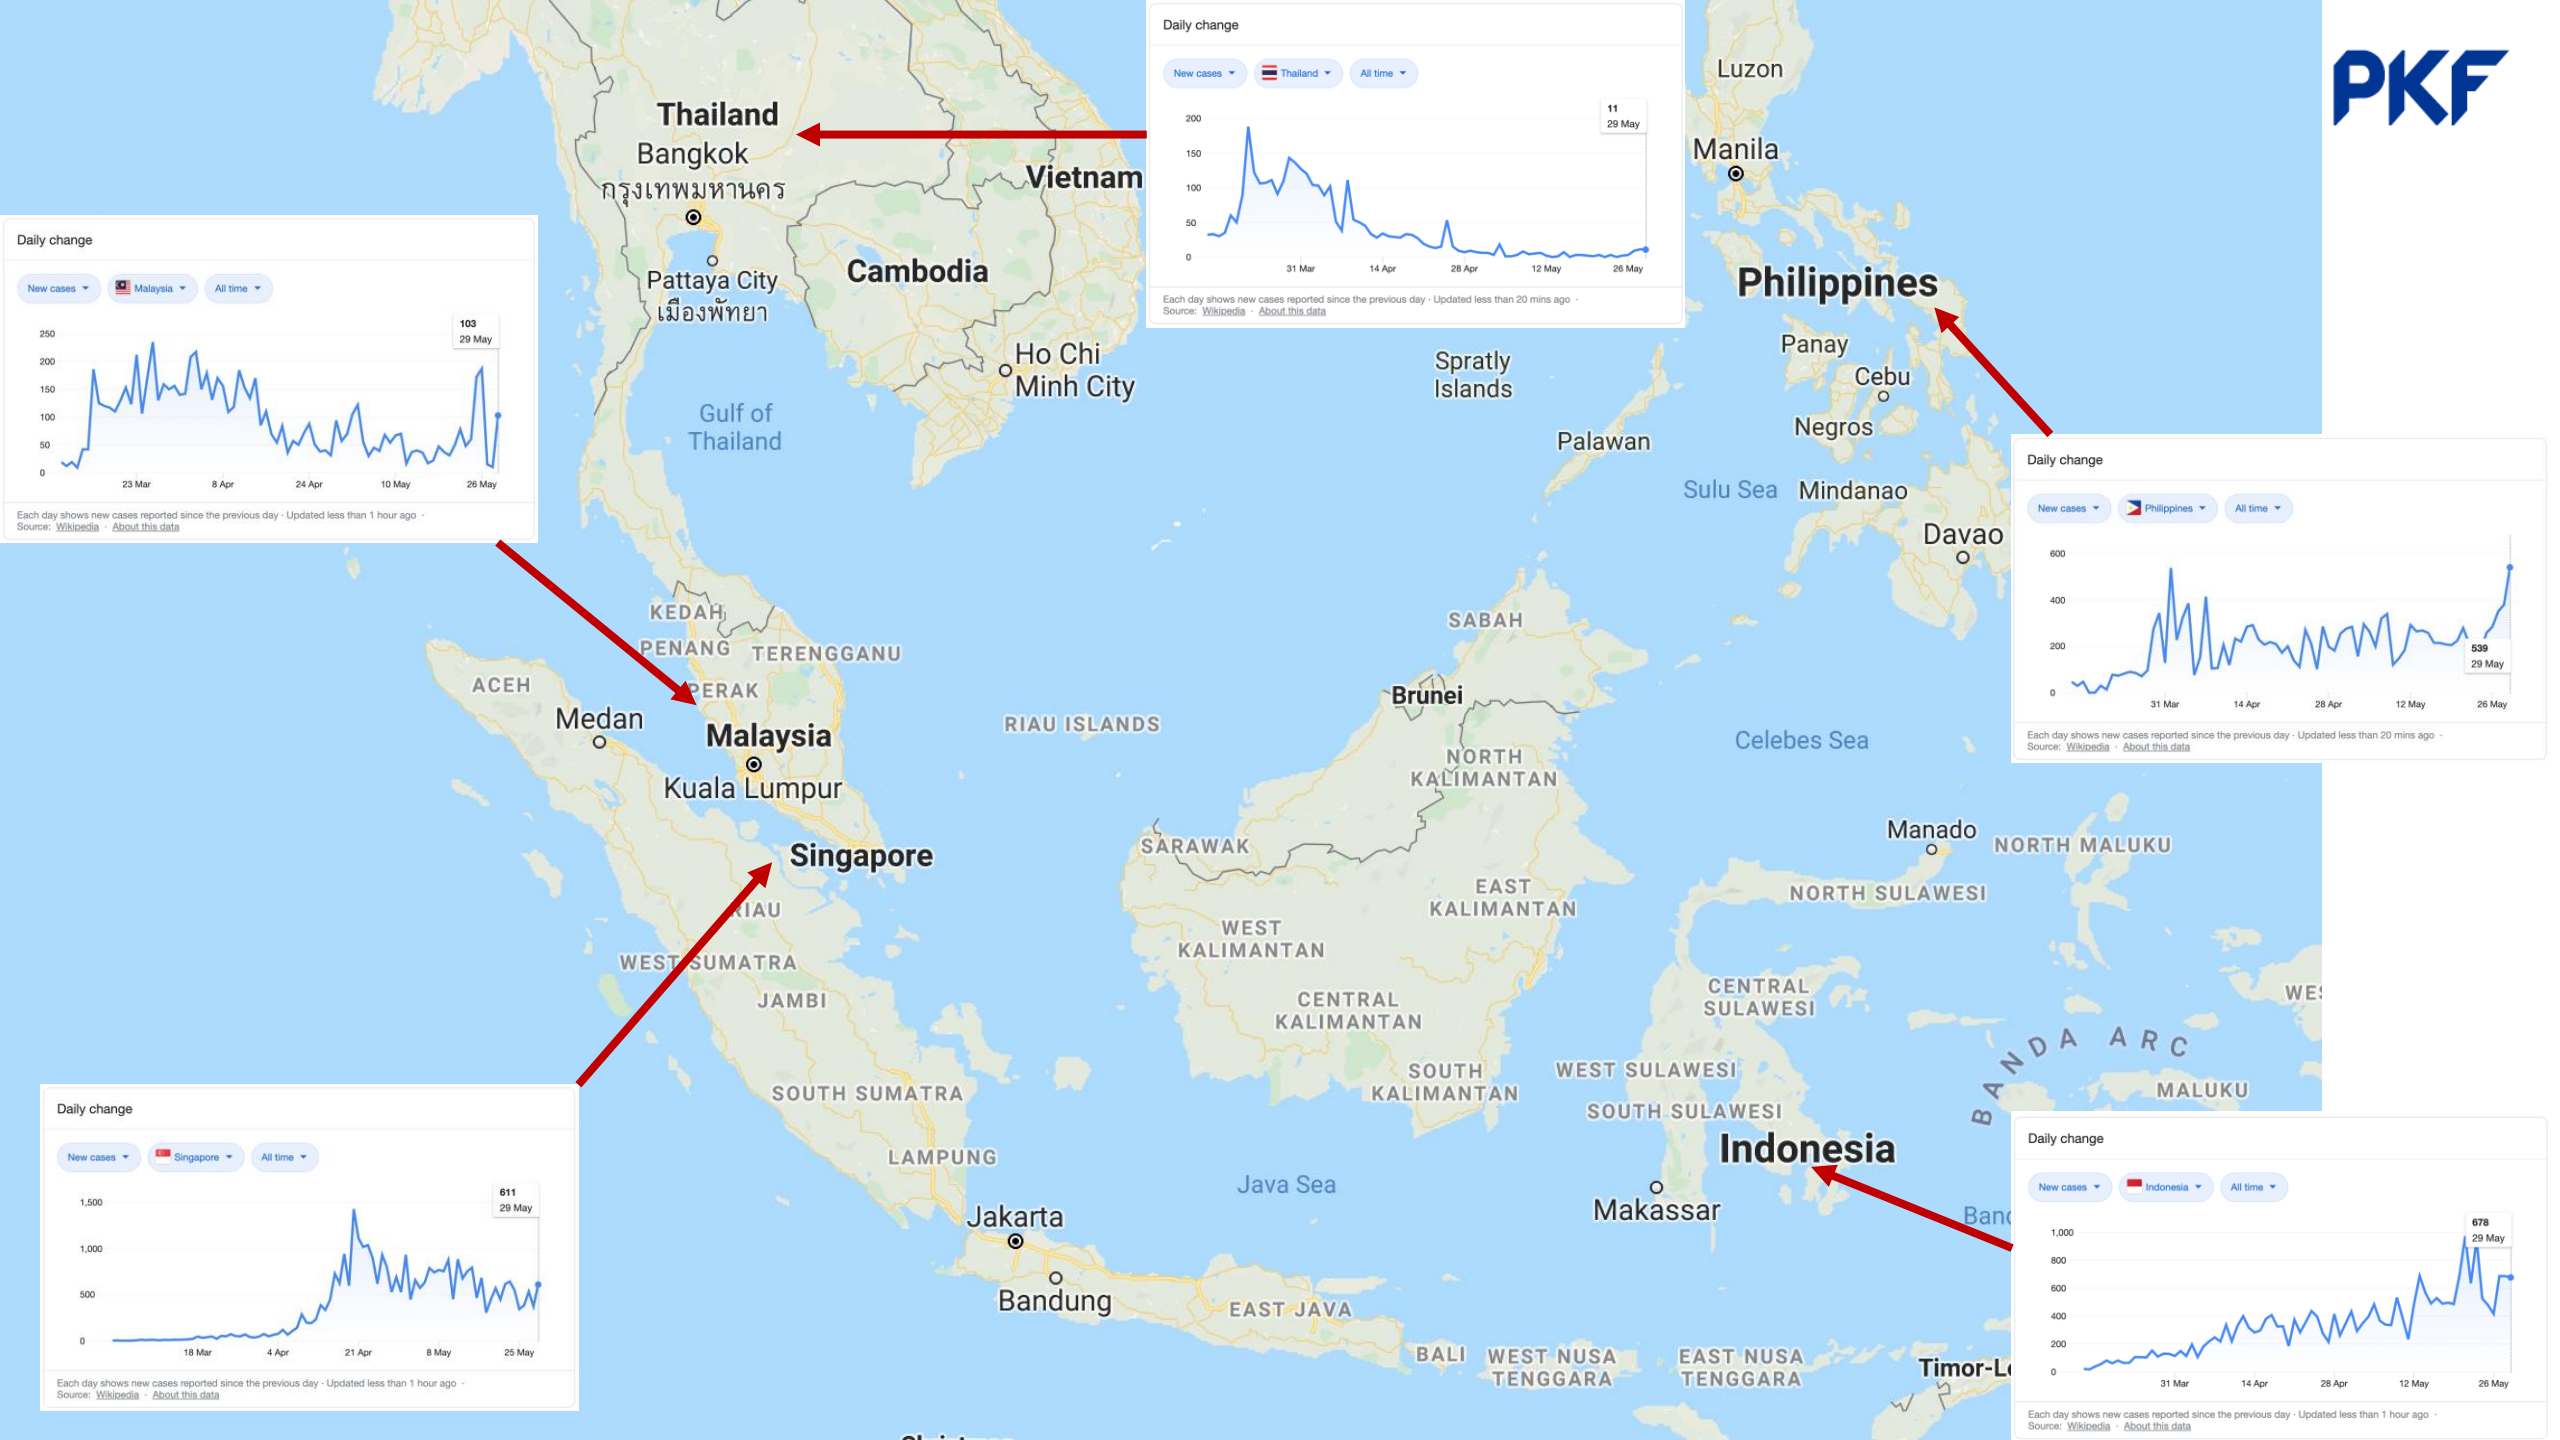 PKF
Daily change
New cases
Thailand
All time
11
29 May
200
150
100
50
0
31 Mar
14 Apr
28 Apr
12 May
26 May
Each day shows new cases reported since the previous day · Updated less than 20 mins ago ·
Source: Wikipedia · About this data
Luzon
Manila
Thailand
Bangkok
กรุงเทพมหานคร
Vietnam
Pattaya City
เมืองพัทยา
Cambodia
Philippines
Ho Chi
Minh City
Gulf of
Thailand
Spratly
Islands
Panay
Cebu
Negros
Palawan
Sulu Sea
Mindanao
Davao
Daily change
New cases
Malaysia
All time
103
29 May
250
200
150
100
50
0
23 Mar
8 Apr
24 Apr
10 May
26 May
Each day shows new cases reported since the previous day · Updated less than 1 hour ago ·
Source: Wikipedia · About this data
Daily change
New cases
Philippines
All time
600
400
200
0
539
29 May
31 Mar
14 Apr
28 Apr
12 May
26 May
Each day shows new cases reported since the previous day · Updated less than 20 mins ago ·
Source: Wikipedia · About this data
KEDAH
PENANG
TERENGGANU
PERAK
ACEH
Medan
Malaysia
Kuala Lumpur
RIAU ISLANDS
SABAH
Brunei
NORTH
KALIMANTAN
Celebes Sea
Singapore
SARAWAK
Manado
NORTH MALUKU
NORTH SULAWESI
RIAU
EAST
KALIMANTAN
WEST
KALIMANTAN
WEST SUMATRA
JAMBI
CENTRAL
KALIMANTAN
CENTRAL
SULAWESI
BANDA ARC
SOUTH SUMATRA
SOUTH
KALIMANTAN
WEST SULAWESI
SOUTH SULAWESI
MALUKU
Indonesia
LAMPUNG
Java Sea
Makassar
Jakarta
Bandung
EAST JAVA
BALI
WEST NUSA
TENGGARA
EAST NUSA
TENGGARA
Daily change
New cases
Singapore
All time
611
29 May
1,500
1,000
500
0
18 Mar
4 Apr
21 Apr
8 May
25 May
Each day shows new cases reported since the previous day · Updated less than 1 hour ago ·
Source: Wikipedia · About this data
Daily change
New cases
Indonesia
All time
678
29 May
1,000
800
600
400
200
0
31 Mar
14 Apr
28 Apr
12 May
26 May
Each day shows new cases reported since the previous day · Updated less than 1 hour ago ·
Source: Wikipedia · About this data